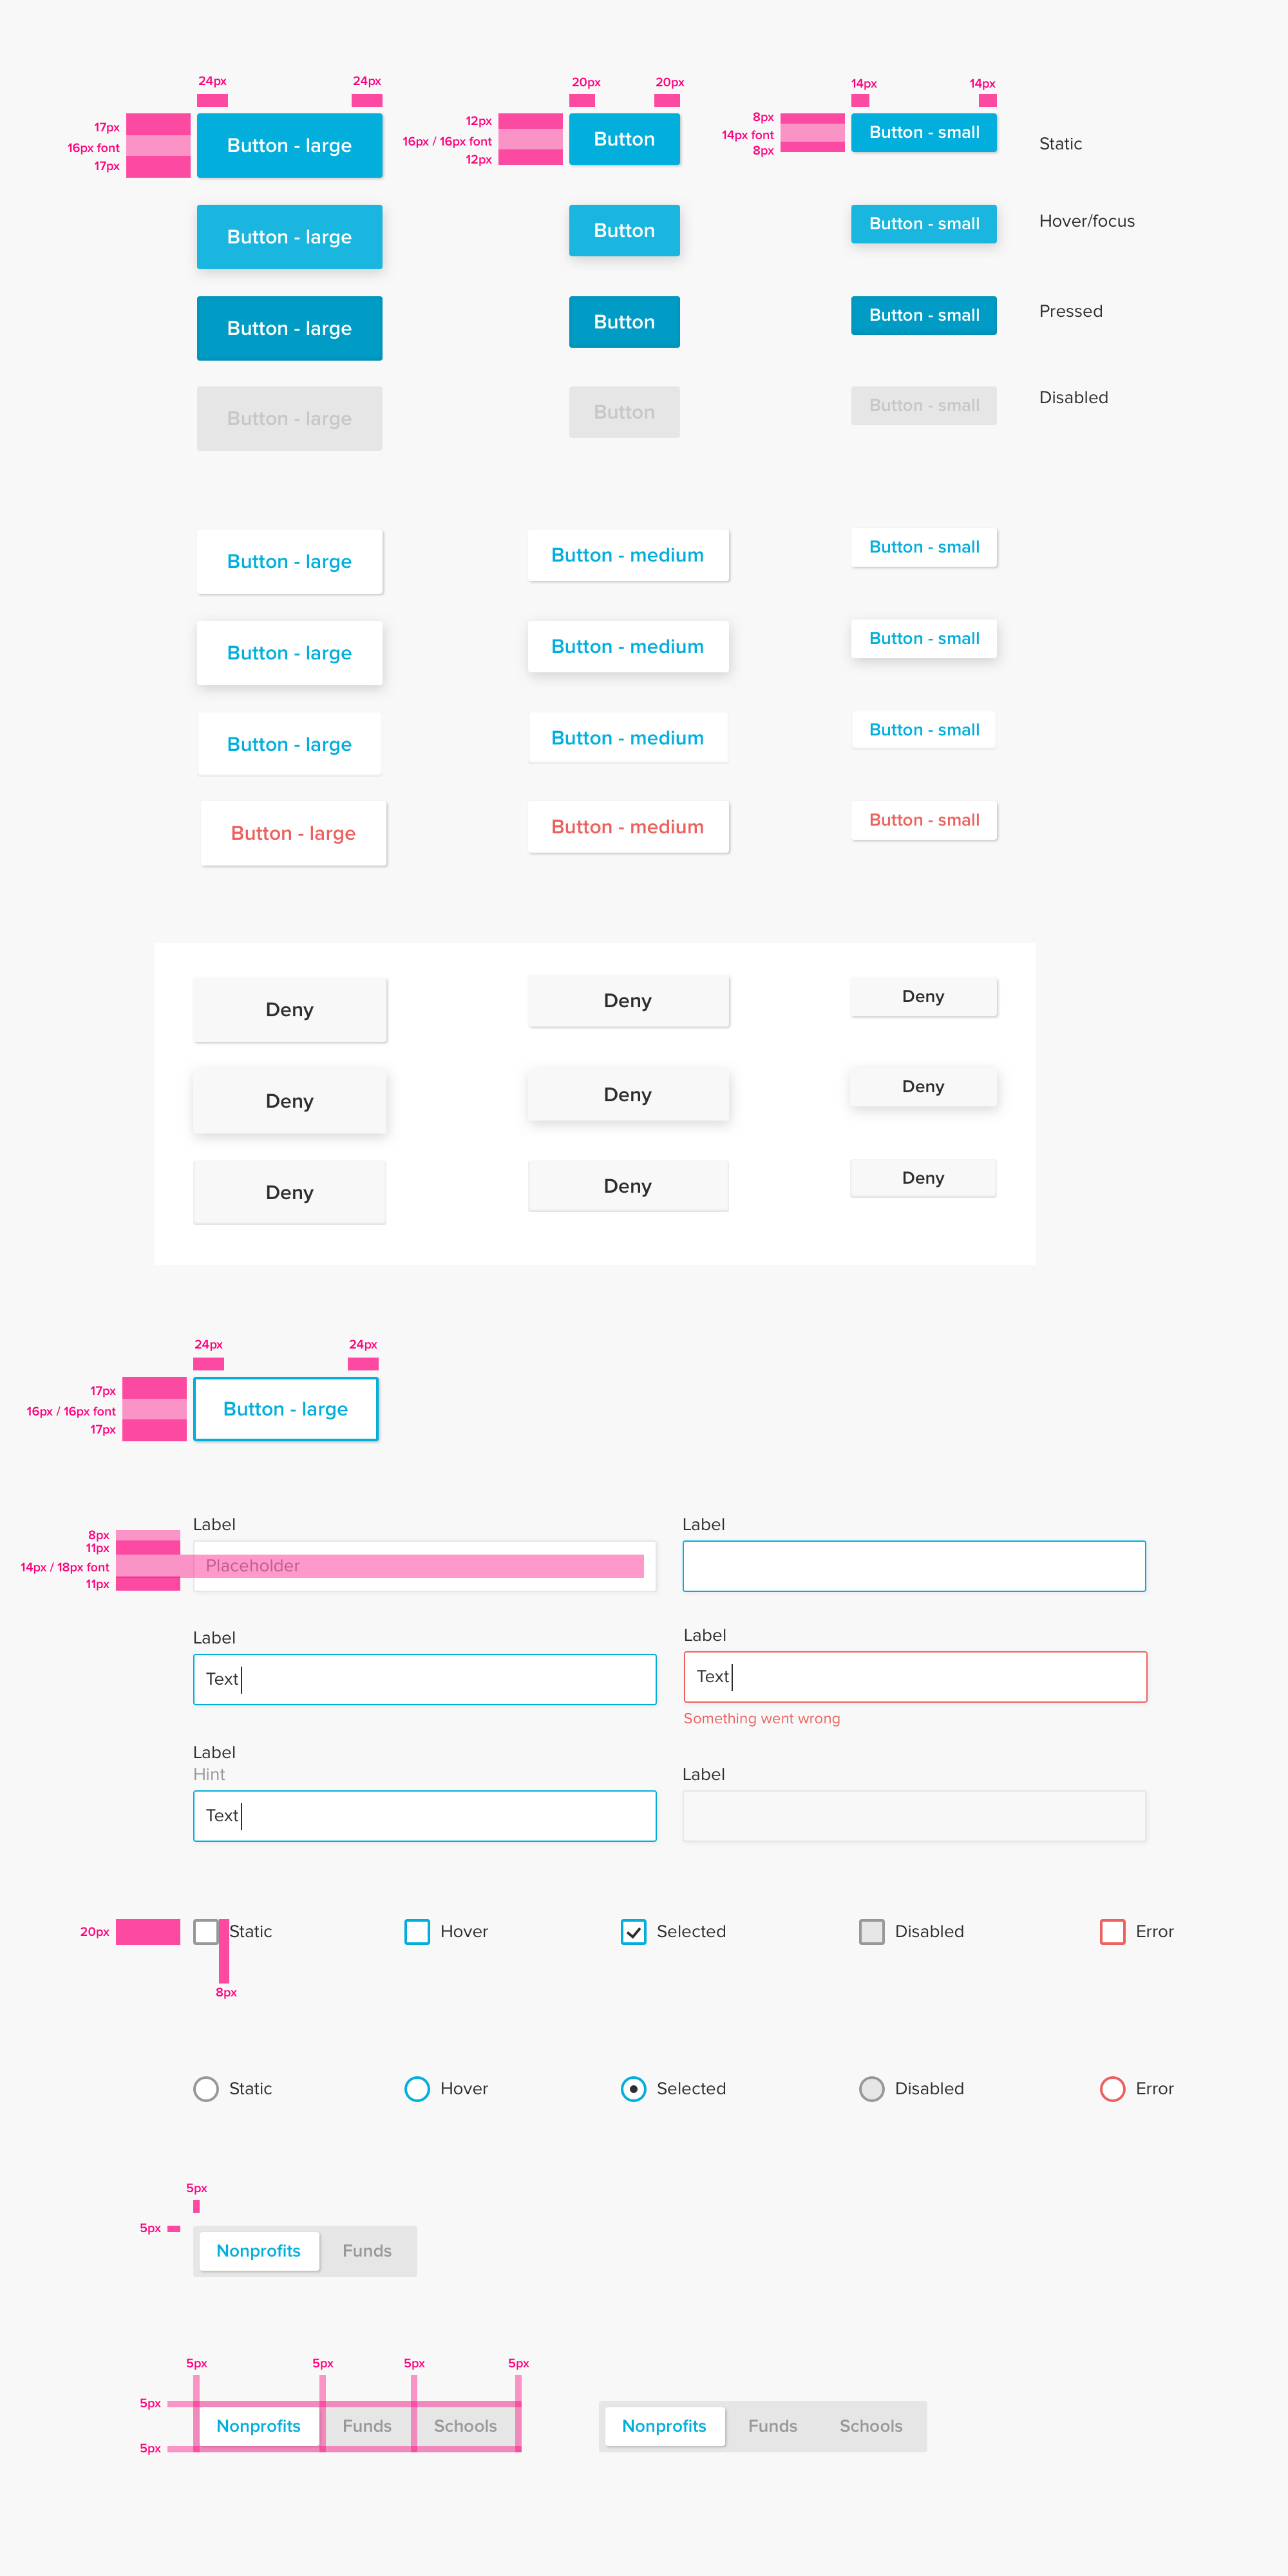 24px 24px 20px 20px 14px 14px
17px
16px font
17px
Button - large
12px
16px / 16px font
12px
Button
8px
14px font
8px
Button - small
Static
Button - large Button Button - small Hover/focus
Button - large Button Button - small Pressed
Button - large Button Button - small Disabled
Button - large Button - medium Button - small
Button - large Button - medium Button - small
Button - large Button - medium Button - small
Button - large Button - medium Button - small
Deny Deny Deny
Deny Deny Deny
Deny Deny Deny
24px 24px
17px
16px / 16px font
17px
Button - large
Label Label
8px
11px
14px / 18px font
11px
Placeholder
Label Label
Text Text
Something went wrong
Label
Hint Label
Text
20px Static Hover Selected Disabled Error
8px
Static Hover Selected Disabled Error
5px
5px
Nonprofits Funds
5px 5px 5px 5px
5px
Nonprofits Funds Schools Nonprofits Funds Schools
5px